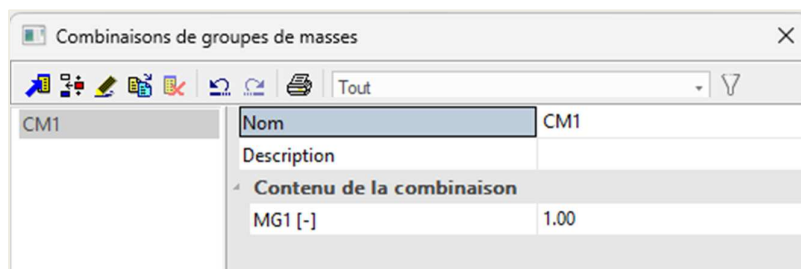 Combinaisons de groupes de masses
Tout
CM1
Nom CM1
Description
Contenu de la combinaison
MG1 [-] 1.00